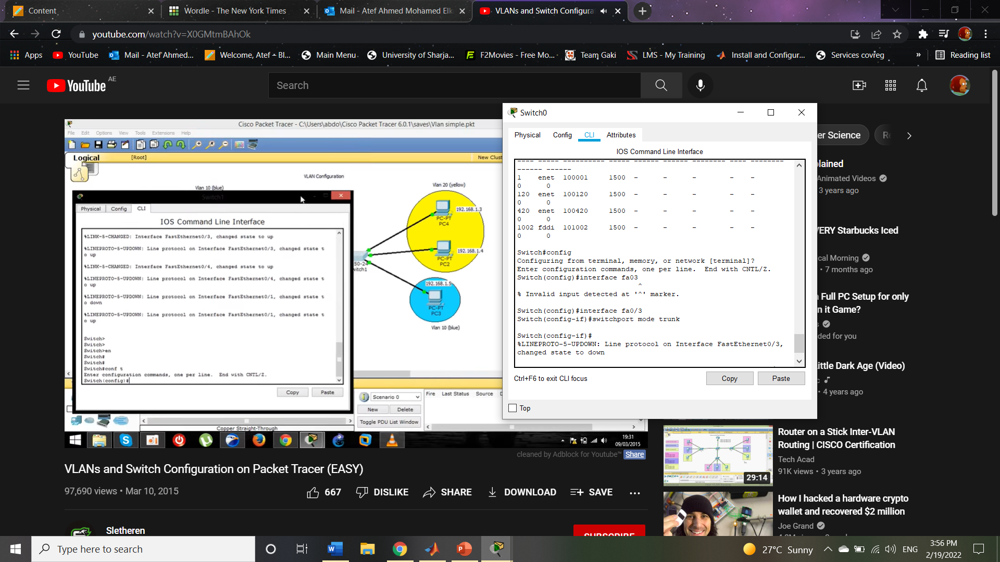 Content
Wordle - The New York Times
Mail - Atef Ahmed Mohamed Elk
VLANs and Switch Configura
youtube.com/watch?v=X0GMtmBAhOk
Apps
YouTube
Mail - Atef Ahmed...
Welcome, Atef – Bl...
Main Menu
University of Sharja...
F2Movies - Free Mo...
Team Gaki
LMS - My Training
Install and Configur...
Services covreg
»
Reading list
YouTube AE
Search
Cisco Packet Tracer - C:\Users\abdo\Cisco Packet Tracer 6.0.1\saves\Vlan simple.pkt
File Edit Options View Tools Extensions Help
Logical [Root] New Clust
VLAN Configuration
Vlan 10 (blue)
Vlan 20 (yellow)
192.168.1.3
PC-PT
PC4
192.168.1.4
PC-PT
PC2
50-24
witch1
192.168.1.5
PC-PT
PC3
Vlan 10 (blue)
Switch1
Physical Config CLI
IOS Command Line Interface
%LINK-5-CHANGED: Interface FastEthernet0/3, changed state to up
%LINEPROTO-5-UPDOWN: Line protocol on Interface FastEthernet0/3, changed state t
o up
%LINK-5-CHANGED: Interface FastEthernet0/4, changed state to up
%LINEPROTO-5-UPDOWN: Line protocol on Interface FastEthernet0/4, changed state t
o up
%LINEPROTO-5-UPDOWN: Line protocol on Interface FastEthernet0/1, changed state t
o down
%LINEPROTO-5-UPDOWN: Line protocol on Interface FastEthernet0/1, changed state t
o up
Switch>
Switch>
Switch>en
Switch#
Switch#
Switch#conf t
Enter configuration commands, one per line.  End with CNTL/Z.
Switch(config)#
Copy Paste
Scenario 0
New Delete
Toggle PDU List Window
Fire Last Status Source D
Copper Straight-Through
19:31
09/03/2015
Switch0
Physical Config CLI Attributes
IOS Command Line Interface
---- ----- ---------- ----- ------ ------ -------- ---- --------
------ ------
1    enet  100001     1500  -      -      -        -    -
0      0
120  enet  100120     1500  -      -      -        -    -
0      0
420  enet  100420     1500  -      -      -        -    -
0      0
1002 fddi  101002     1500  -      -      -        -    -
0      0
Switch#config
Configuring from terminal, memory, or network [terminal]?
Enter configuration commands, one per line.  End with CNTL/Z.
Switch(config)#interface fa03
^
% Invalid input detected at '^' marker.
Switch(config)#interface fa0/3
Switch(config-if)#switchport mode trunk
Switch(config-if)#
%LINEPROTO-5-UPDOWN: Line protocol on Interface FastEthernet0/3,
changed state to down
Ctrl+F6 to exit CLI focus
Copy
Paste
Top
er Science
Re
lained
Animated Videos
3 years ago
VERY Starbucks Iced
cal Morning
• 7 months ago
Full PC Setup for only
n it Game?
ded for you
ittle Dark Age (Video)
• 4 years ago
cleaned by Adblock for Youtube™ Share
VLANs and Switch Configuration on Packet Tracer (EASY)
97,690 views • Mar 10, 2015
667
DISLIKE
SHARE
DOWNLOAD
SAVE
Sletheren
SUBSCRIBE
29:14
Router on a Stick Inter-VLAN
Routing | CISCO Certification
Tech Acad
91K views • 3 years ago
How I hacked a hardware crypto
wallet and recovered $2 million
Joe Grand
Type here to search
27°C Sunny
ENG
3:56 PM
2/19/2022